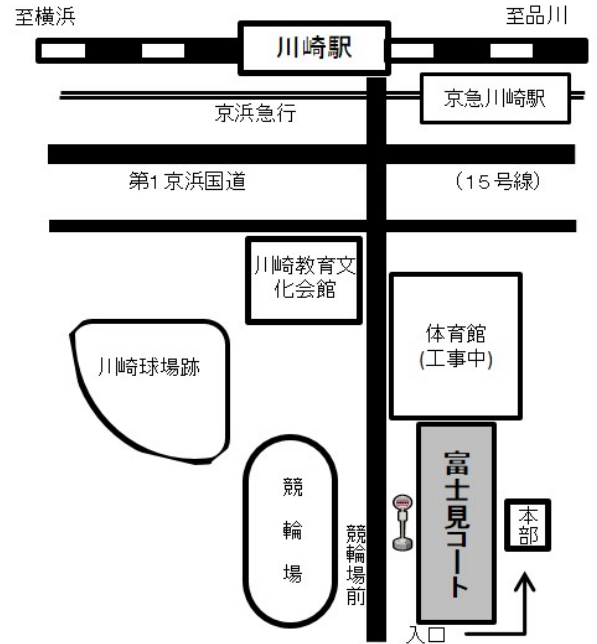 至横浜
至品川
川崎駅
京急川崎駅
京浜急行
第1京浜国道
（15号線）
川崎教育文
化会館
体育館
(工事中)
川崎球場跡
競輪場
競輪場前
富士見コート
本部
入口